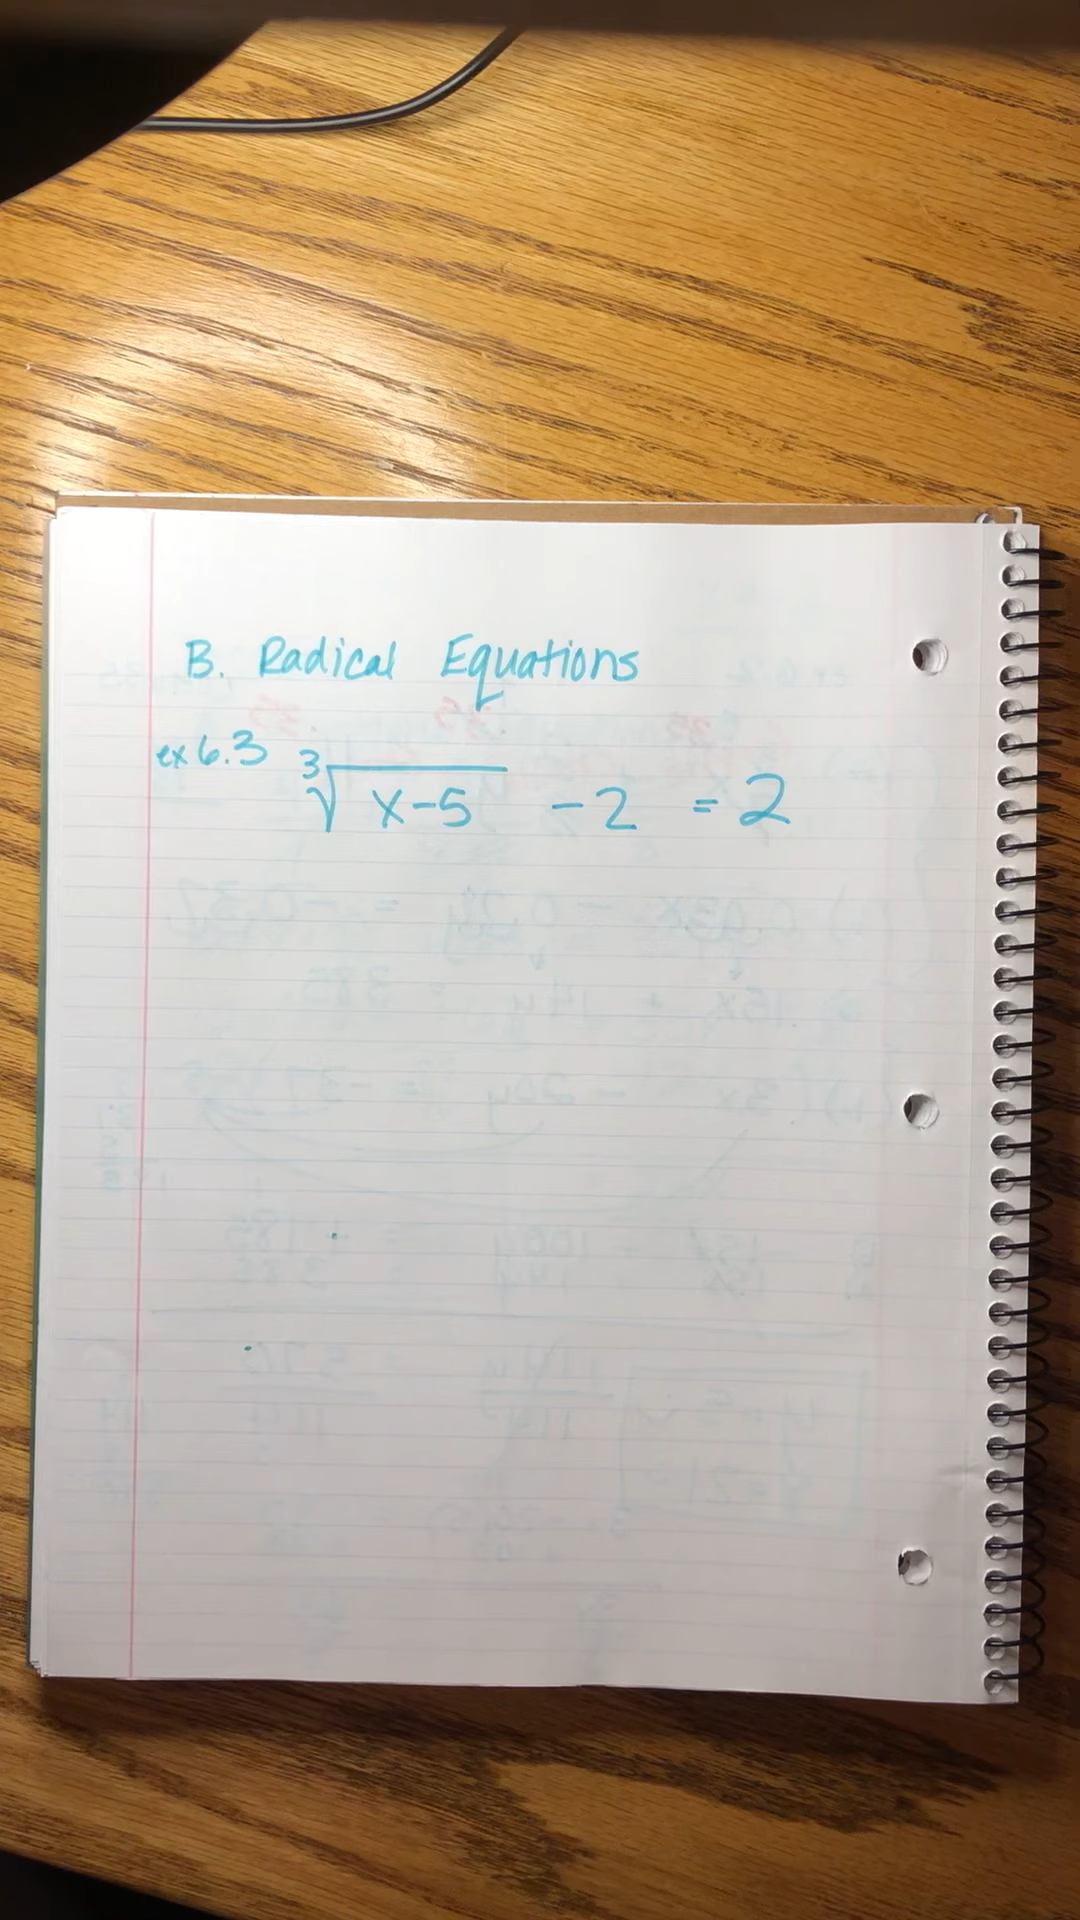 B. Radical Equations
ex 6.3 ∛(x-5) - 2 = 2